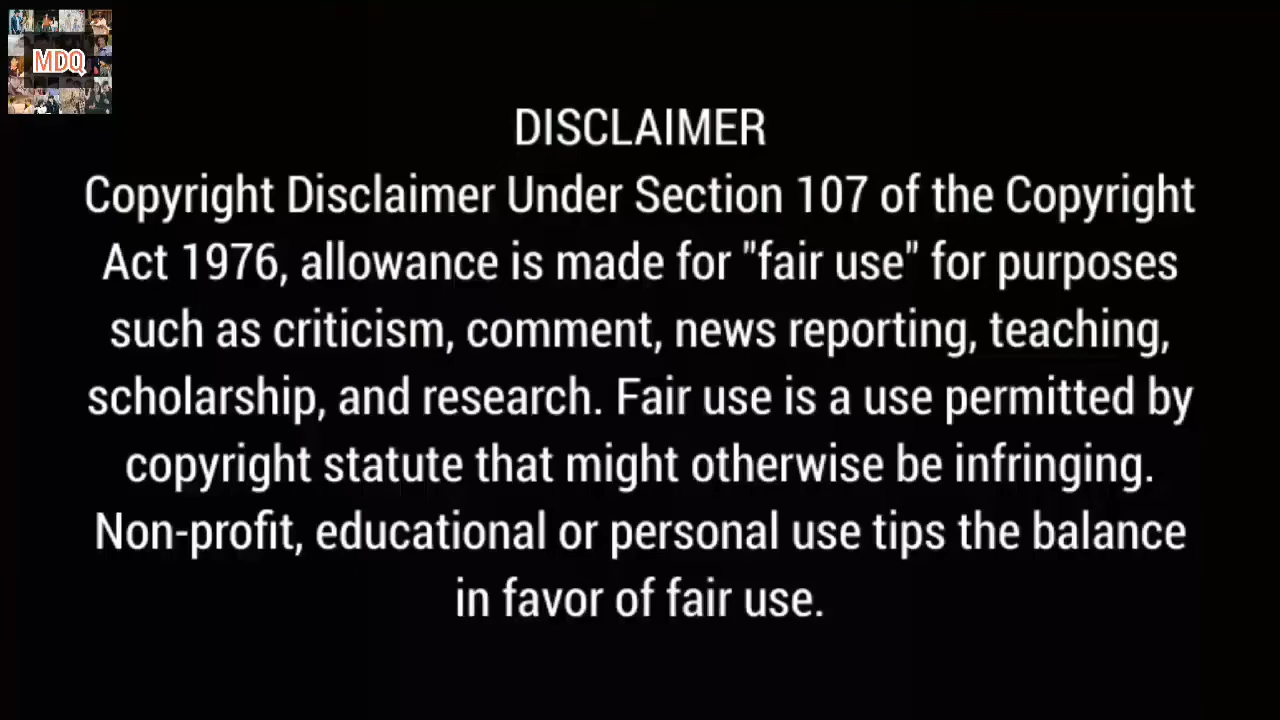 MDQ
DISCLAIMER
Copyright Disclaimer Under Section 107 of the Copyright
Act 1976, allowance is made for "fair use" for purposes
such as criticism, comment, news reporting, teaching,
scholarship, and research. Fair use is a use permitted by
copyright statute that might otherwise be infringing.
Non-profit, educational or personal use tips the balance
in favor of fair use.